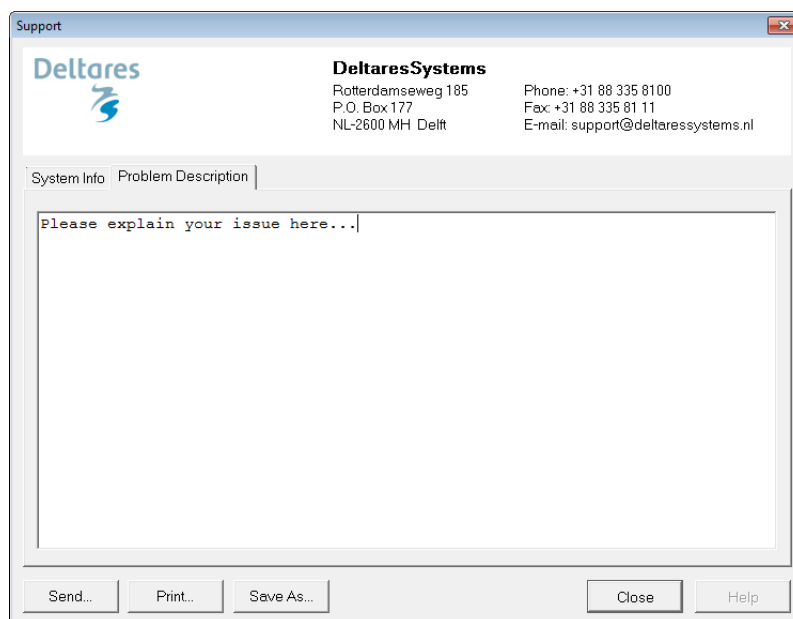 Support
Deltares
DeltaresSystems
Rotterdamseweg 185
P.O. Box 177
NL-2600 MH Delft
Phone: +31 88 335 8100
Fax: +31 88 335 81 11
E-mail: support@deltaressystems.nl
System Info
Problem Description
Please explain your issue here...
Send...
Print...
Save As...
Close
Help